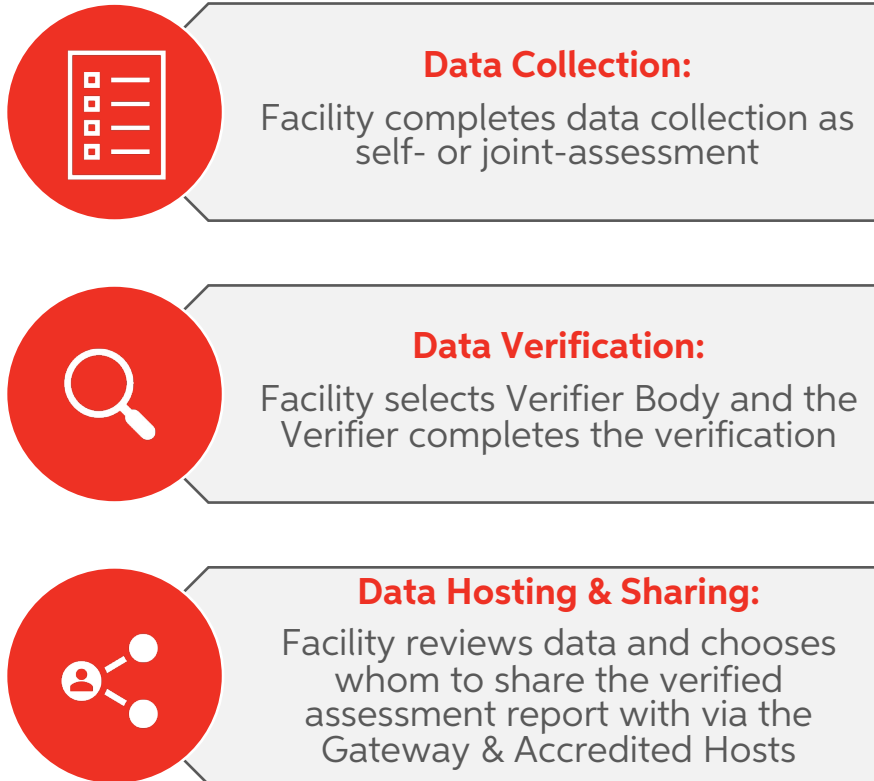 Data Collection:
Facility completes data collection as
self- or joint-assessment
Data Verification:
Facility selects Verifier Body and the
Verifier completes the verification
Data Hosting & Sharing:
Facility reviews data and chooses
whom to share the verified
assessment report with via the
Gateway & Accredited Hosts